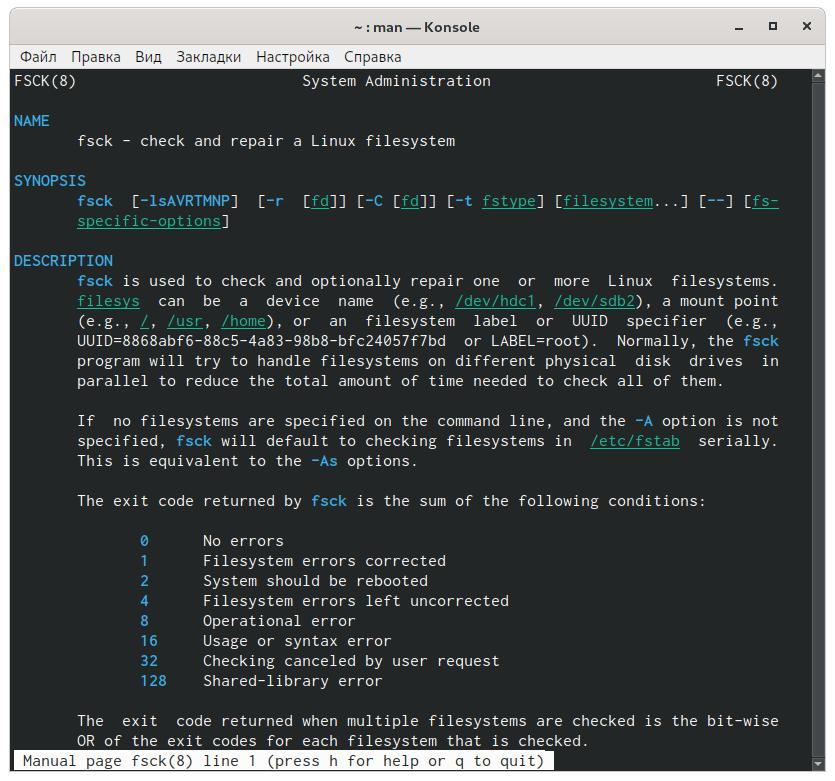 ~ : man — Konsole
Файл Правка Вид Закладки Настройка Справка
FSCK(8) System Administration FSCK(8)
NAME
fsck - check and repair a Linux filesystem
SYNOPSIS
fsck [-lsAVRTMNP] [-r [fd]] [-C [fd]] [-t fstype] [filesystem...] [--] [fs-
specific-options]
DESCRIPTION
fsck is used to check and optionally repair one or more Linux filesystems.
filesys can be a device name (e.g., /dev/hdc1, /dev/sdb2), a mount point
(e.g., /, /usr, /home), or an filesystem label or UUID specifier (e.g.,
UUID=8868abf6-88c5-4a83-98b8-bfc24057f7bd or LABEL=root). Normally, the fsck
program will try to handle filesystems on different physical disk drives in
parallel to reduce the total amount of time needed to check all of them.
If no filesystems are specified on the command line, and the -A option is not
specified, fsck will default to checking filesystems in /etc/fstab serially.
This is equivalent to the -As options.
The exit code returned by fsck is the sum of the following conditions:
0 No errors
1 Filesystem errors corrected
2 System should be rebooted
4 Filesystem errors left uncorrected
8 Operational error
16 Usage or syntax error
32 Checking canceled by user request
128 Shared-library error
The exit code returned when multiple filesystems are checked is the bit-wise
OR of the exit codes for each filesystem that is checked.
Manual page fsck(8) line 1 (press h for help or q to quit)